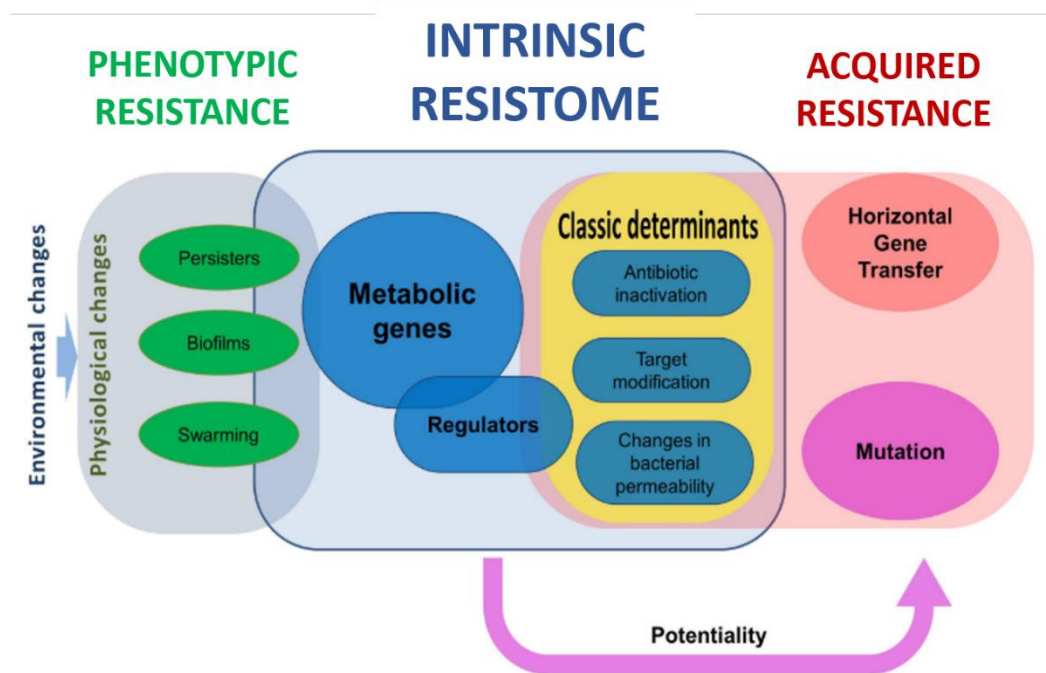 PHENOTYPIC
RESISTANCE
INTRINSIC
RESISTOME
ACQUIRED
RESISTANCE
Environmental changes
Physiological changes
Persisters
Biofilms
Swarming
Metabolic
genes
Regulators
Classic determinants
Antibiotic
inactivation
Target
modification
Changes in
bacterial
permeability
Horizontal
Gene
Transfer
Mutation
Potentiality